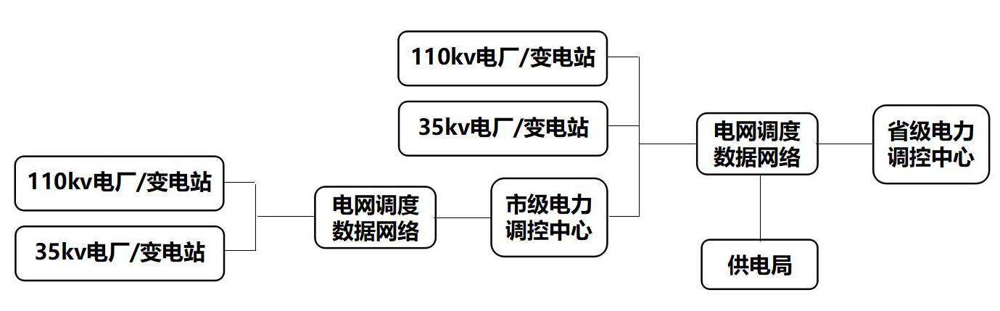 110kv电厂/变电站
35kv电厂/变电站
电网调度
数据网络
省级电力
调控中心
110kv电厂/变电站
35kv电厂/变电站
电网调度
数据网络
市级电力
调控中心
供电局